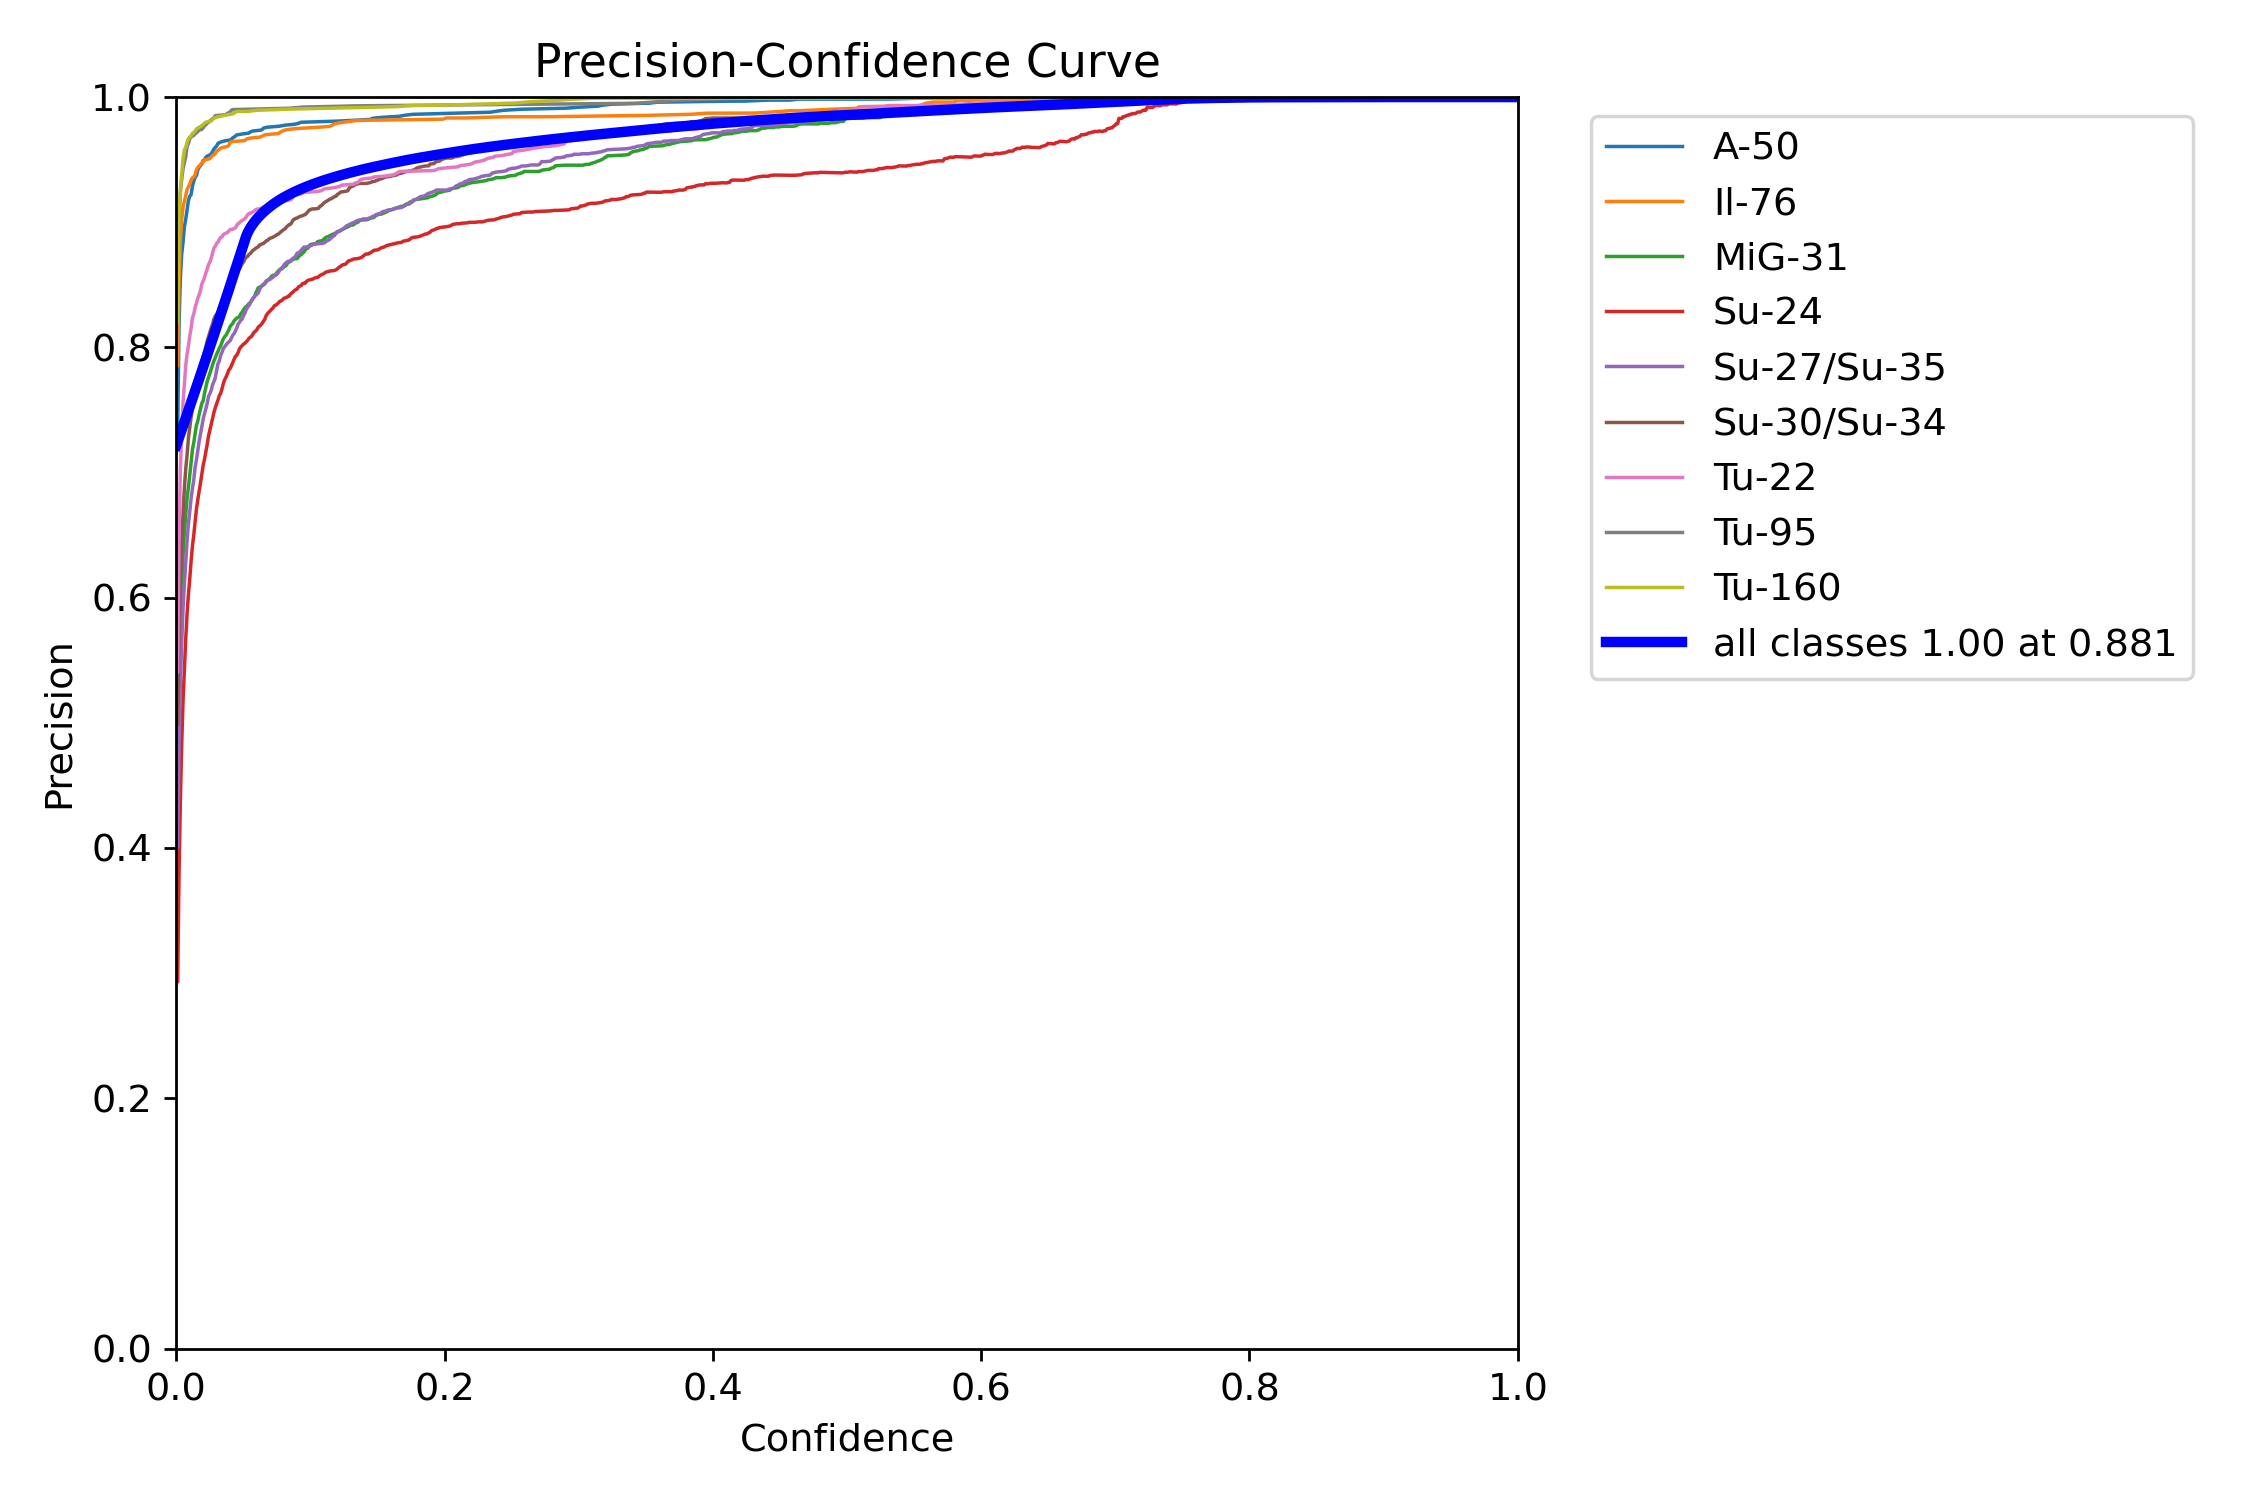 Precision-Confidence Curve
1.0
0.8
0.6
0.4
0.2
0.0
Precision
0.0 0.2 0.4 0.6 0.8 1.0
Confidence
A-50
Il-76
MiG-31
Su-24
Su-27/Su-35
Su-30/Su-34
Tu-22
Tu-95
Tu-160
all classes 1.00 at 0.881